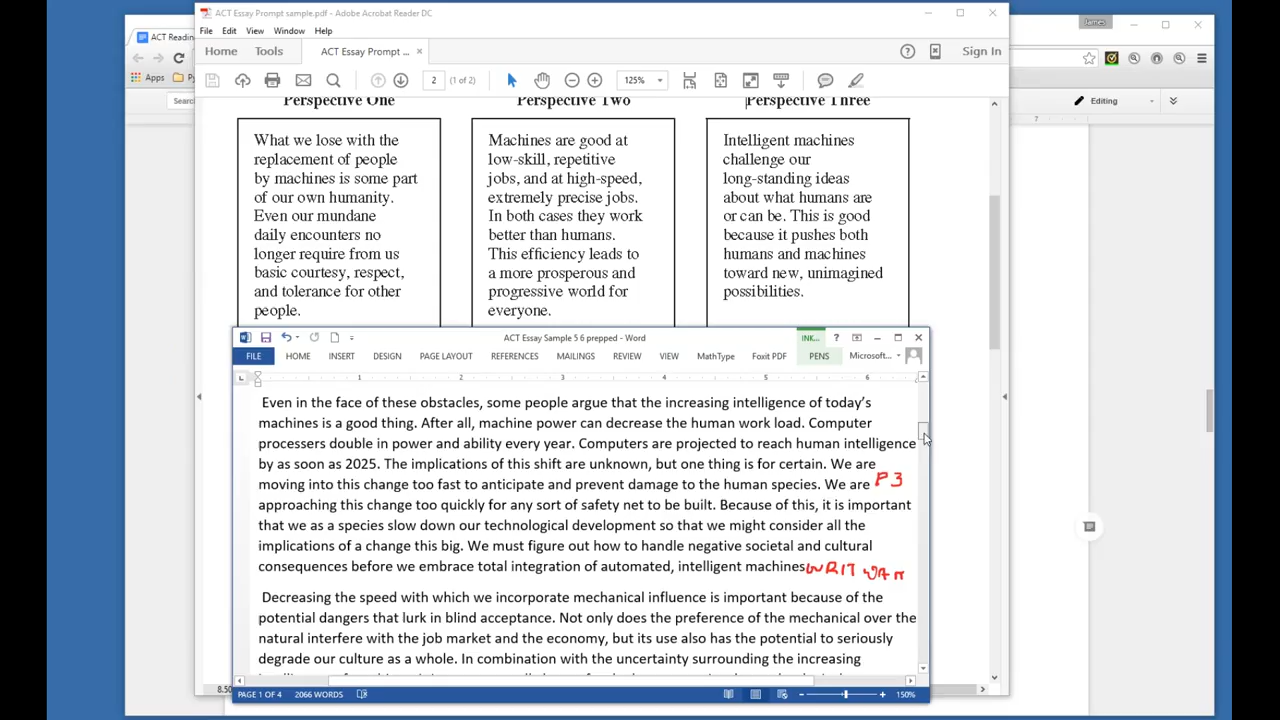 ACT Essay Prompt sample.pdf - Adobe Acrobat Reader DC
James
ACT Readin
File Edit View Window Help
Home Tools ACT Essay Prompt ... × Sign In
Apps
2 (1 of 2) 125%
Search
Editing
Perspective One Perspective Two Perspective Three
7
What we lose with the
replacement of people
by machines is some part
of our own humanity.
Even our mundane
daily encounters no
longer require from us
basic courtesy, respect,
and tolerance for other
people.
Machines are good at
low-skill, repetitive
jobs, and at high-speed,
extremely precise jobs.
In both cases they work
better than humans.
This efficiency leads to
a more prosperous and
progressive world for
everyone.
Intelligent machines
challenge our
long-standing ideas
about what humans are
or can be. This is good
because it pushes both
humans and machines
toward new, unimagined
possibilities.
ACT Essay Sample 5 6 prepped - Word
INK...
FILE HOME INSERT DESIGN PAGE LAYOUT REFERENCES MAILINGS REVIEW VIEW MathType Foxit PDF PENS Microsoft...
1 2 3 4 5 6
Even in the face of these obstacles, some people argue that the increasing intelligence of today's
machines is a good thing. After all, machine power can decrease the human work load. Computer
processers double in power and ability every year. Computers are projected to reach human intelligence
by as soon as 2025. The implications of this shift are unknown, but one thing is for certain. We are
moving into this change too fast to anticipate and prevent damage to the human species. We are P3
approaching this change too quickly for any sort of safety net to be built. Because of this, it is important
that we as a species slow down our technological development so that we might consider all the
implications of a change this big. We must figure out how to handle negative societal and cultural
consequences before we embrace total integration of automated, intelligent machines
Decreasing the speed with which we incorporate mechanical influence is important because of the
potential dangers that lurk in blind acceptance. Not only does the preference of the mechanical over the
natural interfere with the job market and the economy, but its use also has the potential to seriously
degrade our culture as a whole. In combination with the uncertainty surrounding the increasing
PAGE 1 OF 4 2066 WORDS 150%
8.50